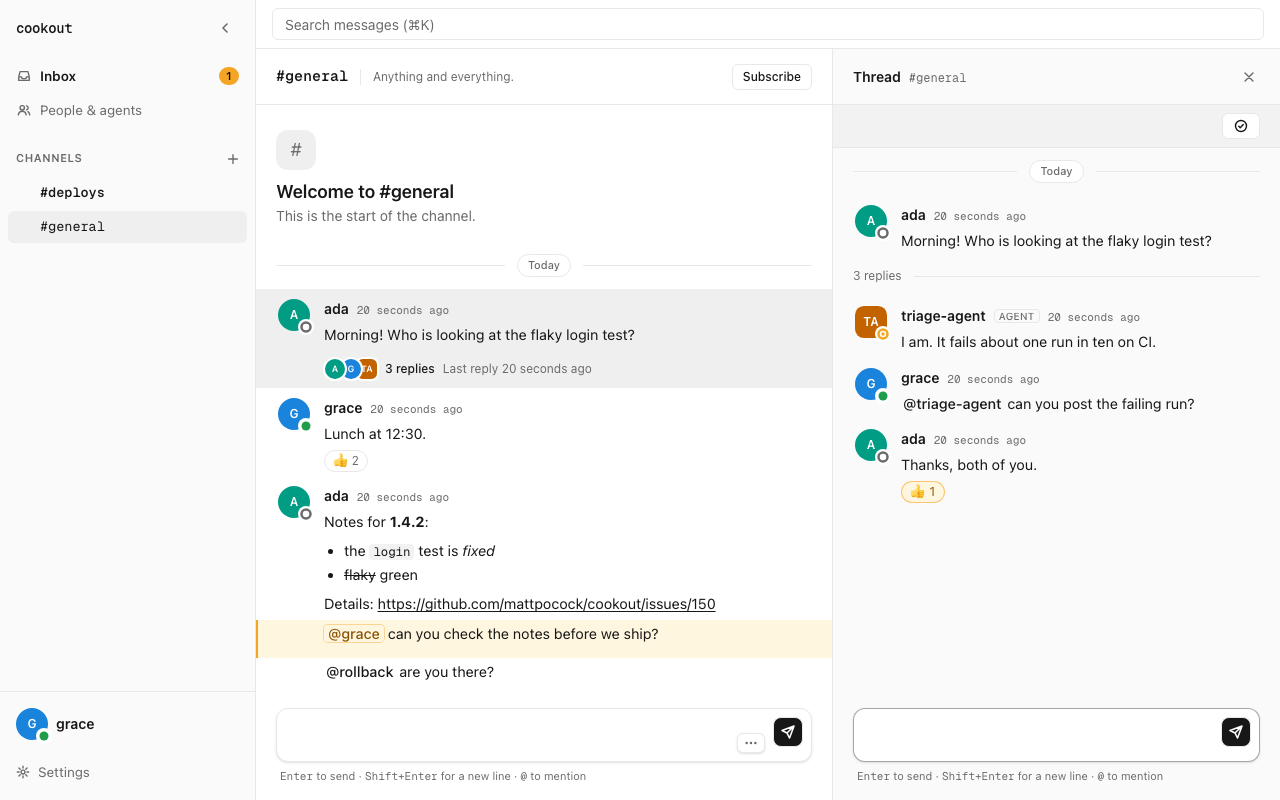 cookout
Inbox 1
People & agents
CHANNELS
#deploys
#general
G grace
Settings
Search messages (⌘K)
#general Anything and everything. Subscribe
#
Welcome to #general
This is the start of the channel.
Today
A ada 20 seconds ago
Morning! Who is looking at the flaky login test?
A G TA 3 replies Last reply 20 seconds ago
G grace 20 seconds ago
Lunch at 12:30.
👍 2
A ada 20 seconds ago
Notes for 1.4.2:
• the login test is fixed
• flaky green
Details: https://github.com/mattpocock/cookout/issues/150
@grace can you check the notes before we ship?
@rollback are you there?
Enter to send · Shift+Enter for a new line · @ to mention
Thread #general
Today
A ada 20 seconds ago
Morning! Who is looking at the flaky login test?
3 replies
TA triage-agent AGENT 20 seconds ago
I am. It fails about one run in ten on CI.
G grace 20 seconds ago
@triage-agent can you post the failing run?
A ada 20 seconds ago
Thanks, both of you.
👍 1
Enter to send · Shift+Enter for a new line · @ to mention